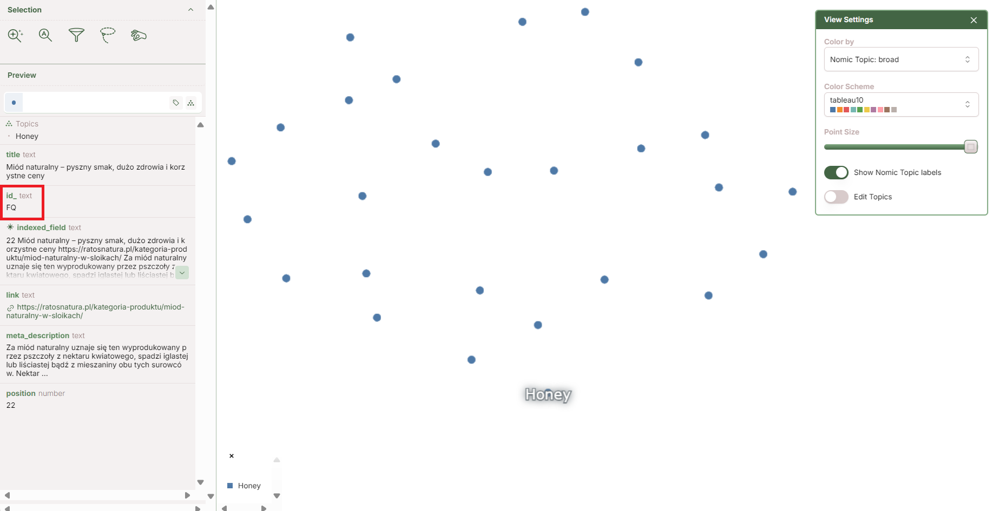 Selection
Preview
Topics
Honey
title text
Miód naturalny – pyszny smak, dużo zdrowia i korz
ystne ceny
id_ text
FQ
indexed_field text
22 Miód naturalny – pyszny smak, dużo zdrowia i k
orzystne ceny https://ratosnatura.pl/kategoria-prod
uktu/miod-naturalny-w-sloikach/ Za miód naturalny
uznaje się ten wyprodukowany przez pszczoły z
ktaru kwiatowego, spadzi iglastej lub liściastej b
link text
https://ratosnatura.pl/kategoria-produktu/miod-
naturalny-w-sloikach/
meta_description text
Za miód naturalny uznaje się ten wyprodukowany p
rzez pszczoły z nektaru kwiatowego, spadzi iglastej
lub liściastej bądź z mieszaniny obu tych surowcó
w. Nektar ...
position number
22
Honey
Honey
View Settings
Color by
Nomic Topic: broad
Color Scheme
tableau10
Point Size
Show Nomic Topic labels
Edit Topics